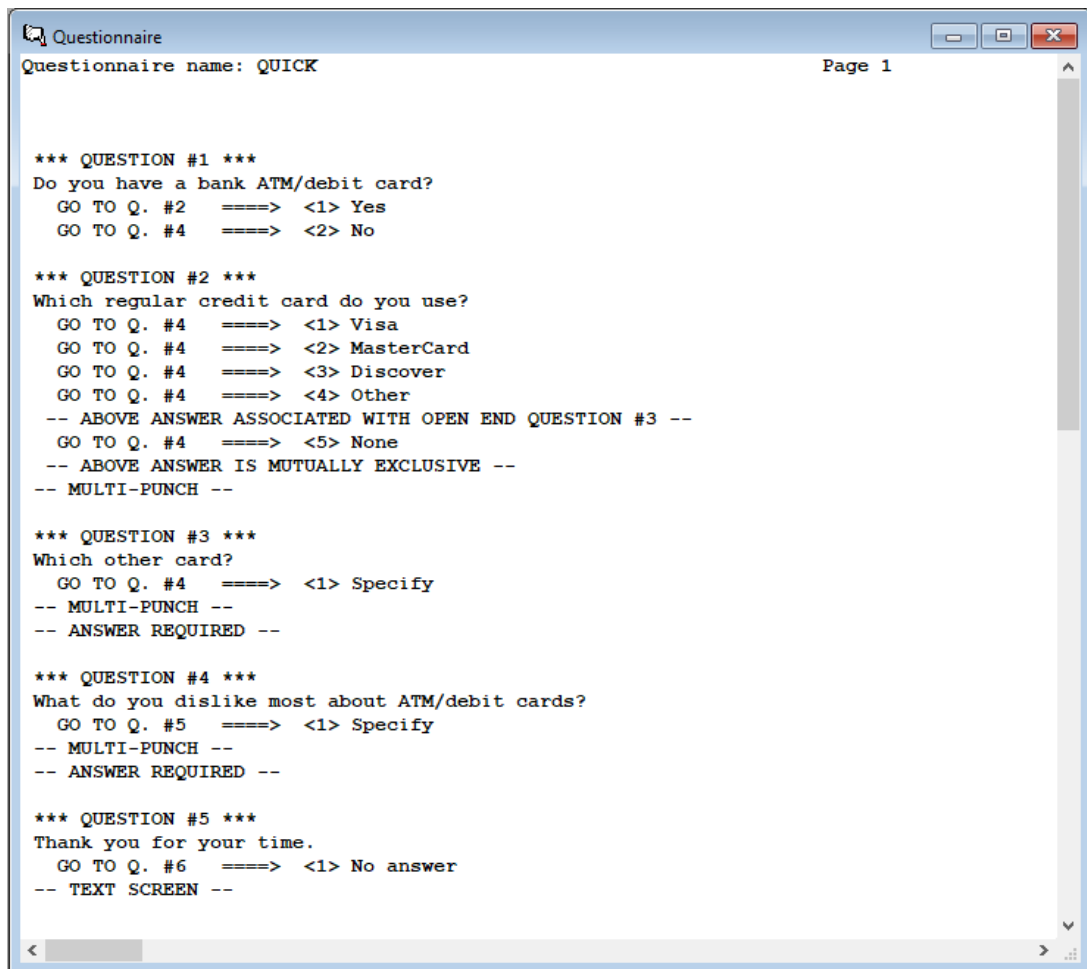 Questionnaire
Questionnaire name: QUICK Page 1
*** QUESTION #1 ***
Do you have a bank ATM/debit card?
GO TO Q. #2 ====> <1> Yes
GO TO Q. #4 ====> <2> No
*** QUESTION #2 ***
Which regular credit card do you use?
GO TO Q. #4 ====> <1> Visa
GO TO Q. #4 ====> <2> MasterCard
GO TO Q. #4 ====> <3> Discover
GO TO Q. #4 ====> <4> Other
-- ABOVE ANSWER ASSOCIATED WITH OPEN END QUESTION #3 --
GO TO Q. #4 ====> <5> None
-- ABOVE ANSWER IS MUTUALLY EXCLUSIVE --
-- MULTI-PUNCH --
*** QUESTION #3 ***
Which other card?
GO TO Q. #4 ====> <1> Specify
-- MULTI-PUNCH --
-- ANSWER REQUIRED --
*** QUESTION #4 ***
What do you dislike most about ATM/debit cards?
GO TO Q. #5 ====> <1> Specify
-- MULTI-PUNCH --
-- ANSWER REQUIRED --
*** QUESTION #5 ***
Thank you for your time.
GO TO Q. #6 ====> <1> No answer
-- TEXT SCREEN --